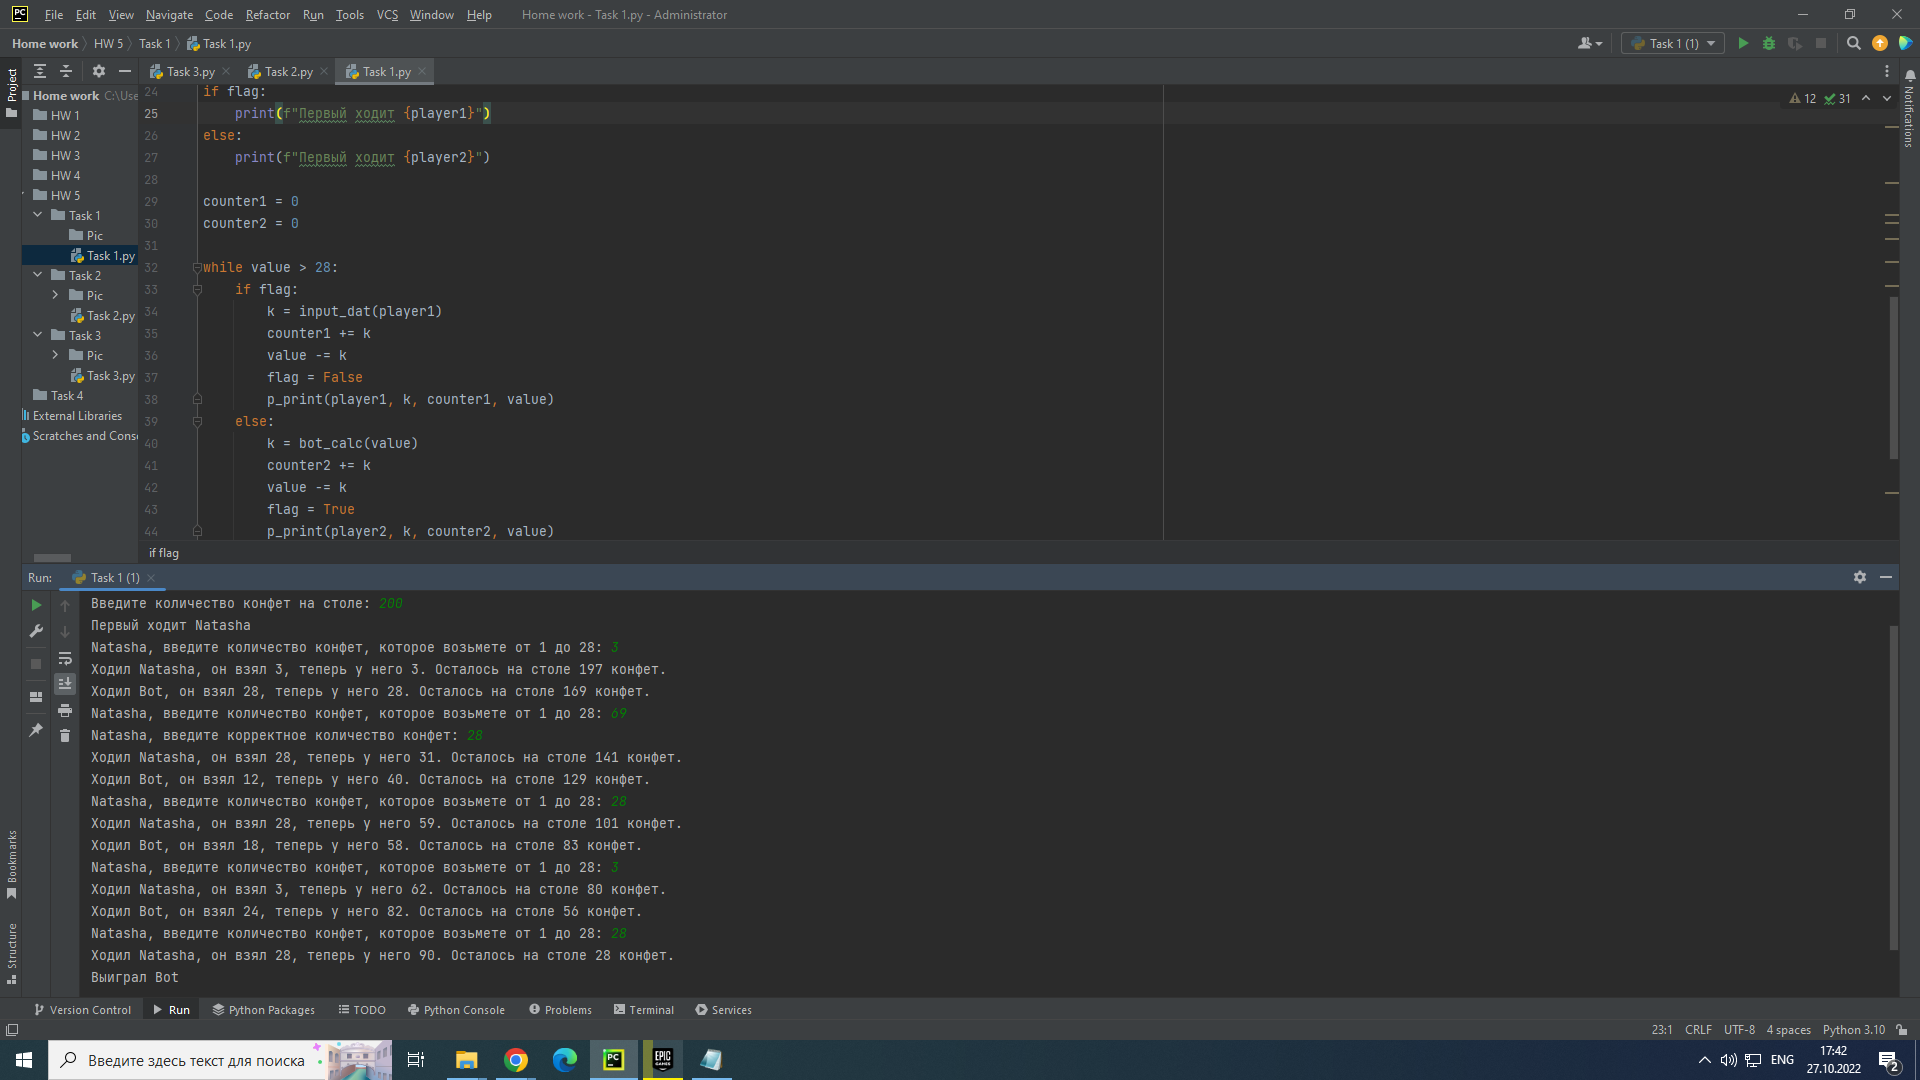 PC File Edit View Navigate Code Refactor Run Tools VCS Window Help Home work - Task 1.py - Administrator
Home work HW 5 Task 1 Task 1.py Task 1 (1)
Project
Task 3.py Task 2.py Task 1.py
Notifications
Home work C:\Use
HW 1
HW 2
HW 3
HW 4
HW 5
Task 1
Pic
Task 1.py
Task 2
Pic
Task 2.py
Task 3
Pic
Task 3.py
Task 4
External Libraries
Scratches and Cons
12 31
24 if flag:
25 print(f"Первый ходит {player1}")
26 else:
27 print(f"Первый ходит {player2}")
28
29 counter1 = 0
30 counter2 = 0
31
32 while value > 28:
33 if flag:
34 k = input_dat(player1)
35 counter1 += k
36 value -= k
37 flag = False
38 p_print(player1, k, counter1, value)
39 else:
40 k = bot_calc(value)
41 counter2 += k
42 value -= k
43 flag = True
44 p_print(player2, k, counter2, value)
if flag
Run: Task 1 (1)
Введите количество конфет на столе: 200
Первый ходит Natasha
Natasha, введите количество конфет, которое возьмете от 1 до 28: 3
Ходил Natasha, он взял 3, теперь у него 3. Осталось на столе 197 конфет.
Ходил Bot, он взял 28, теперь у него 28. Осталось на столе 169 конфет.
Natasha, введите количество конфет, которое возьмете от 1 до 28: 69
Natasha, введите корректное количество конфет: 28
Ходил Natasha, он взял 28, теперь у него 31. Осталось на столе 141 конфет.
Ходил Bot, он взял 12, теперь у него 40. Осталось на столе 129 конфет.
Natasha, введите количество конфет, которое возьмете от 1 до 28: 28
Ходил Natasha, он взял 28, теперь у него 59. Осталось на столе 101 конфет.
Ходил Bot, он взял 18, теперь у него 58. Осталось на столе 83 конфет.
Natasha, введите количество конфет, которое возьмете от 1 до 28: 3
Ходил Natasha, он взял 3, теперь у него 62. Осталось на столе 80 конфет.
Ходил Bot, он взял 24, теперь у него 82. Осталось на столе 56 конфет.
Natasha, введите количество конфет, которое возьмете от 1 до 28: 28
Ходил Natasha, он взял 28, теперь у него 90. Осталось на столе 28 конфет.
Выиграл Bot
Bookmarks
Structure
Version Control Run Python Packages TODO Python Console Problems Terminal Services
23:1 CRLF UTF-8 4 spaces Python 3.10
Введите здесь текст для поиска PC EPIC GAMES ENG 17:42
27.10.2022 2